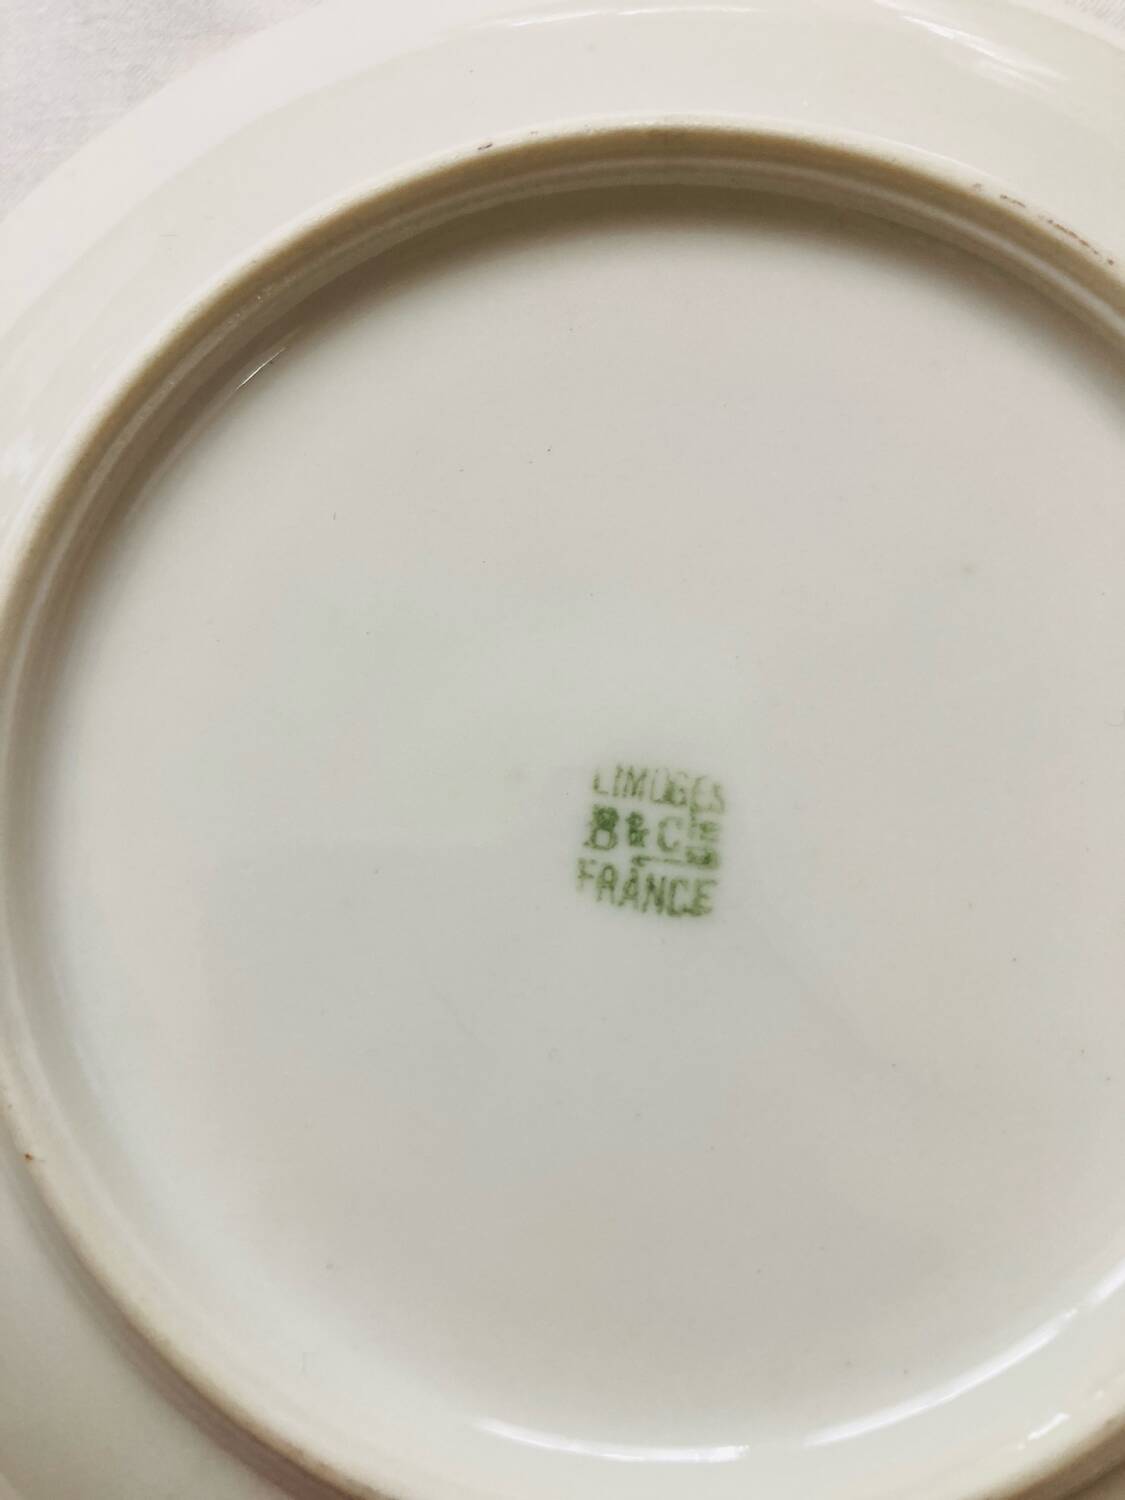 LIMOGES
B & Cie
FRANCE